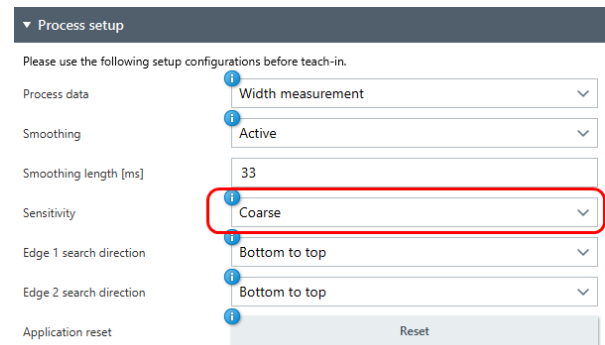 Process setup
Please use the following setup configurations before teach-in.
Process data Width measurement
Smoothing Active
Smoothing length [ms] 33
Sensitivity Coarse
Edge 1 search direction Bottom to top
Edge 2 search direction Bottom to top
Application reset Reset